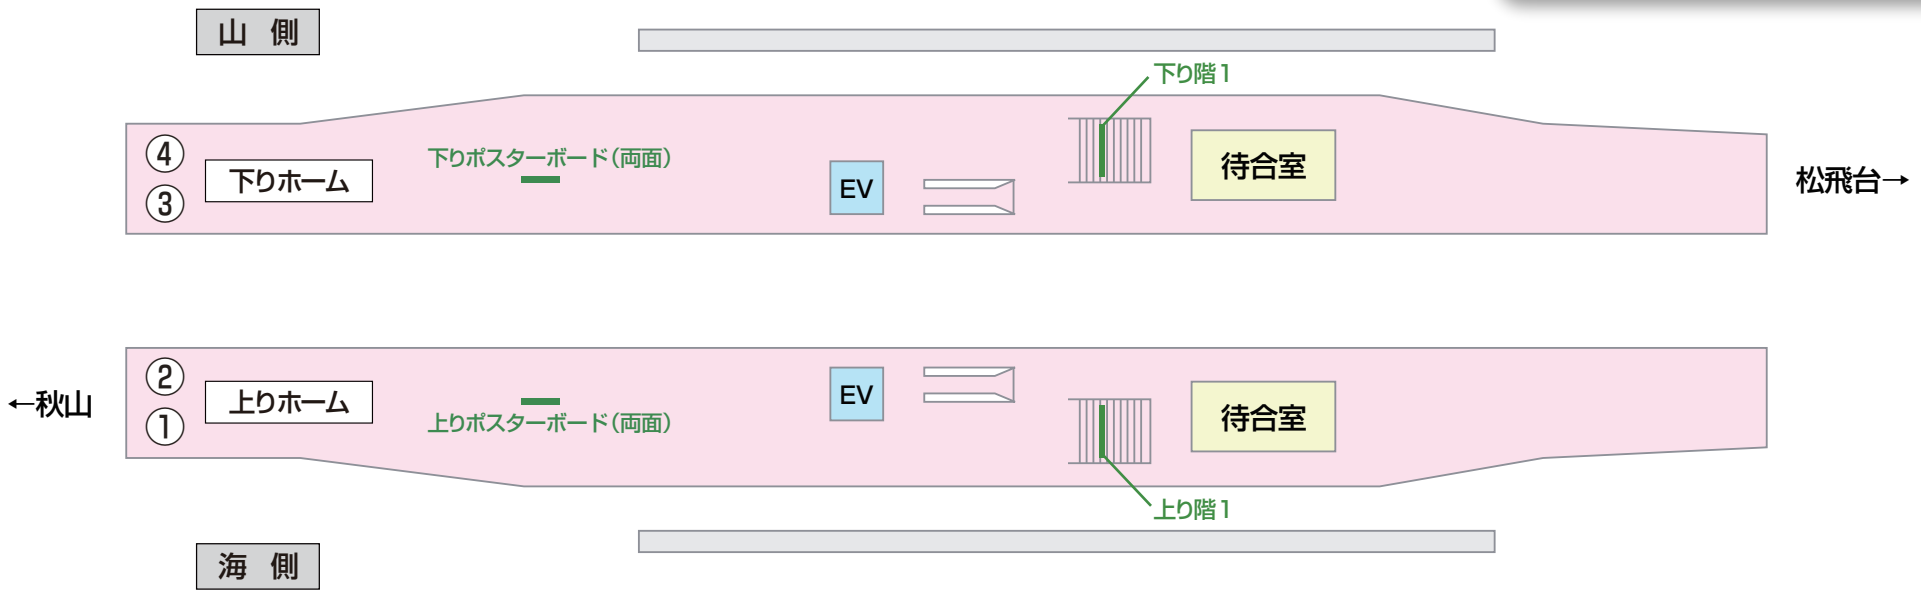 山 側
下り階1
④
下りポスターボード(両面)
下りホーム
EV
待合室
松飛台→
③
②
←秋山
上りホーム
EV
待合室
①
上りポスターボード(両面)
上り階1
海 側